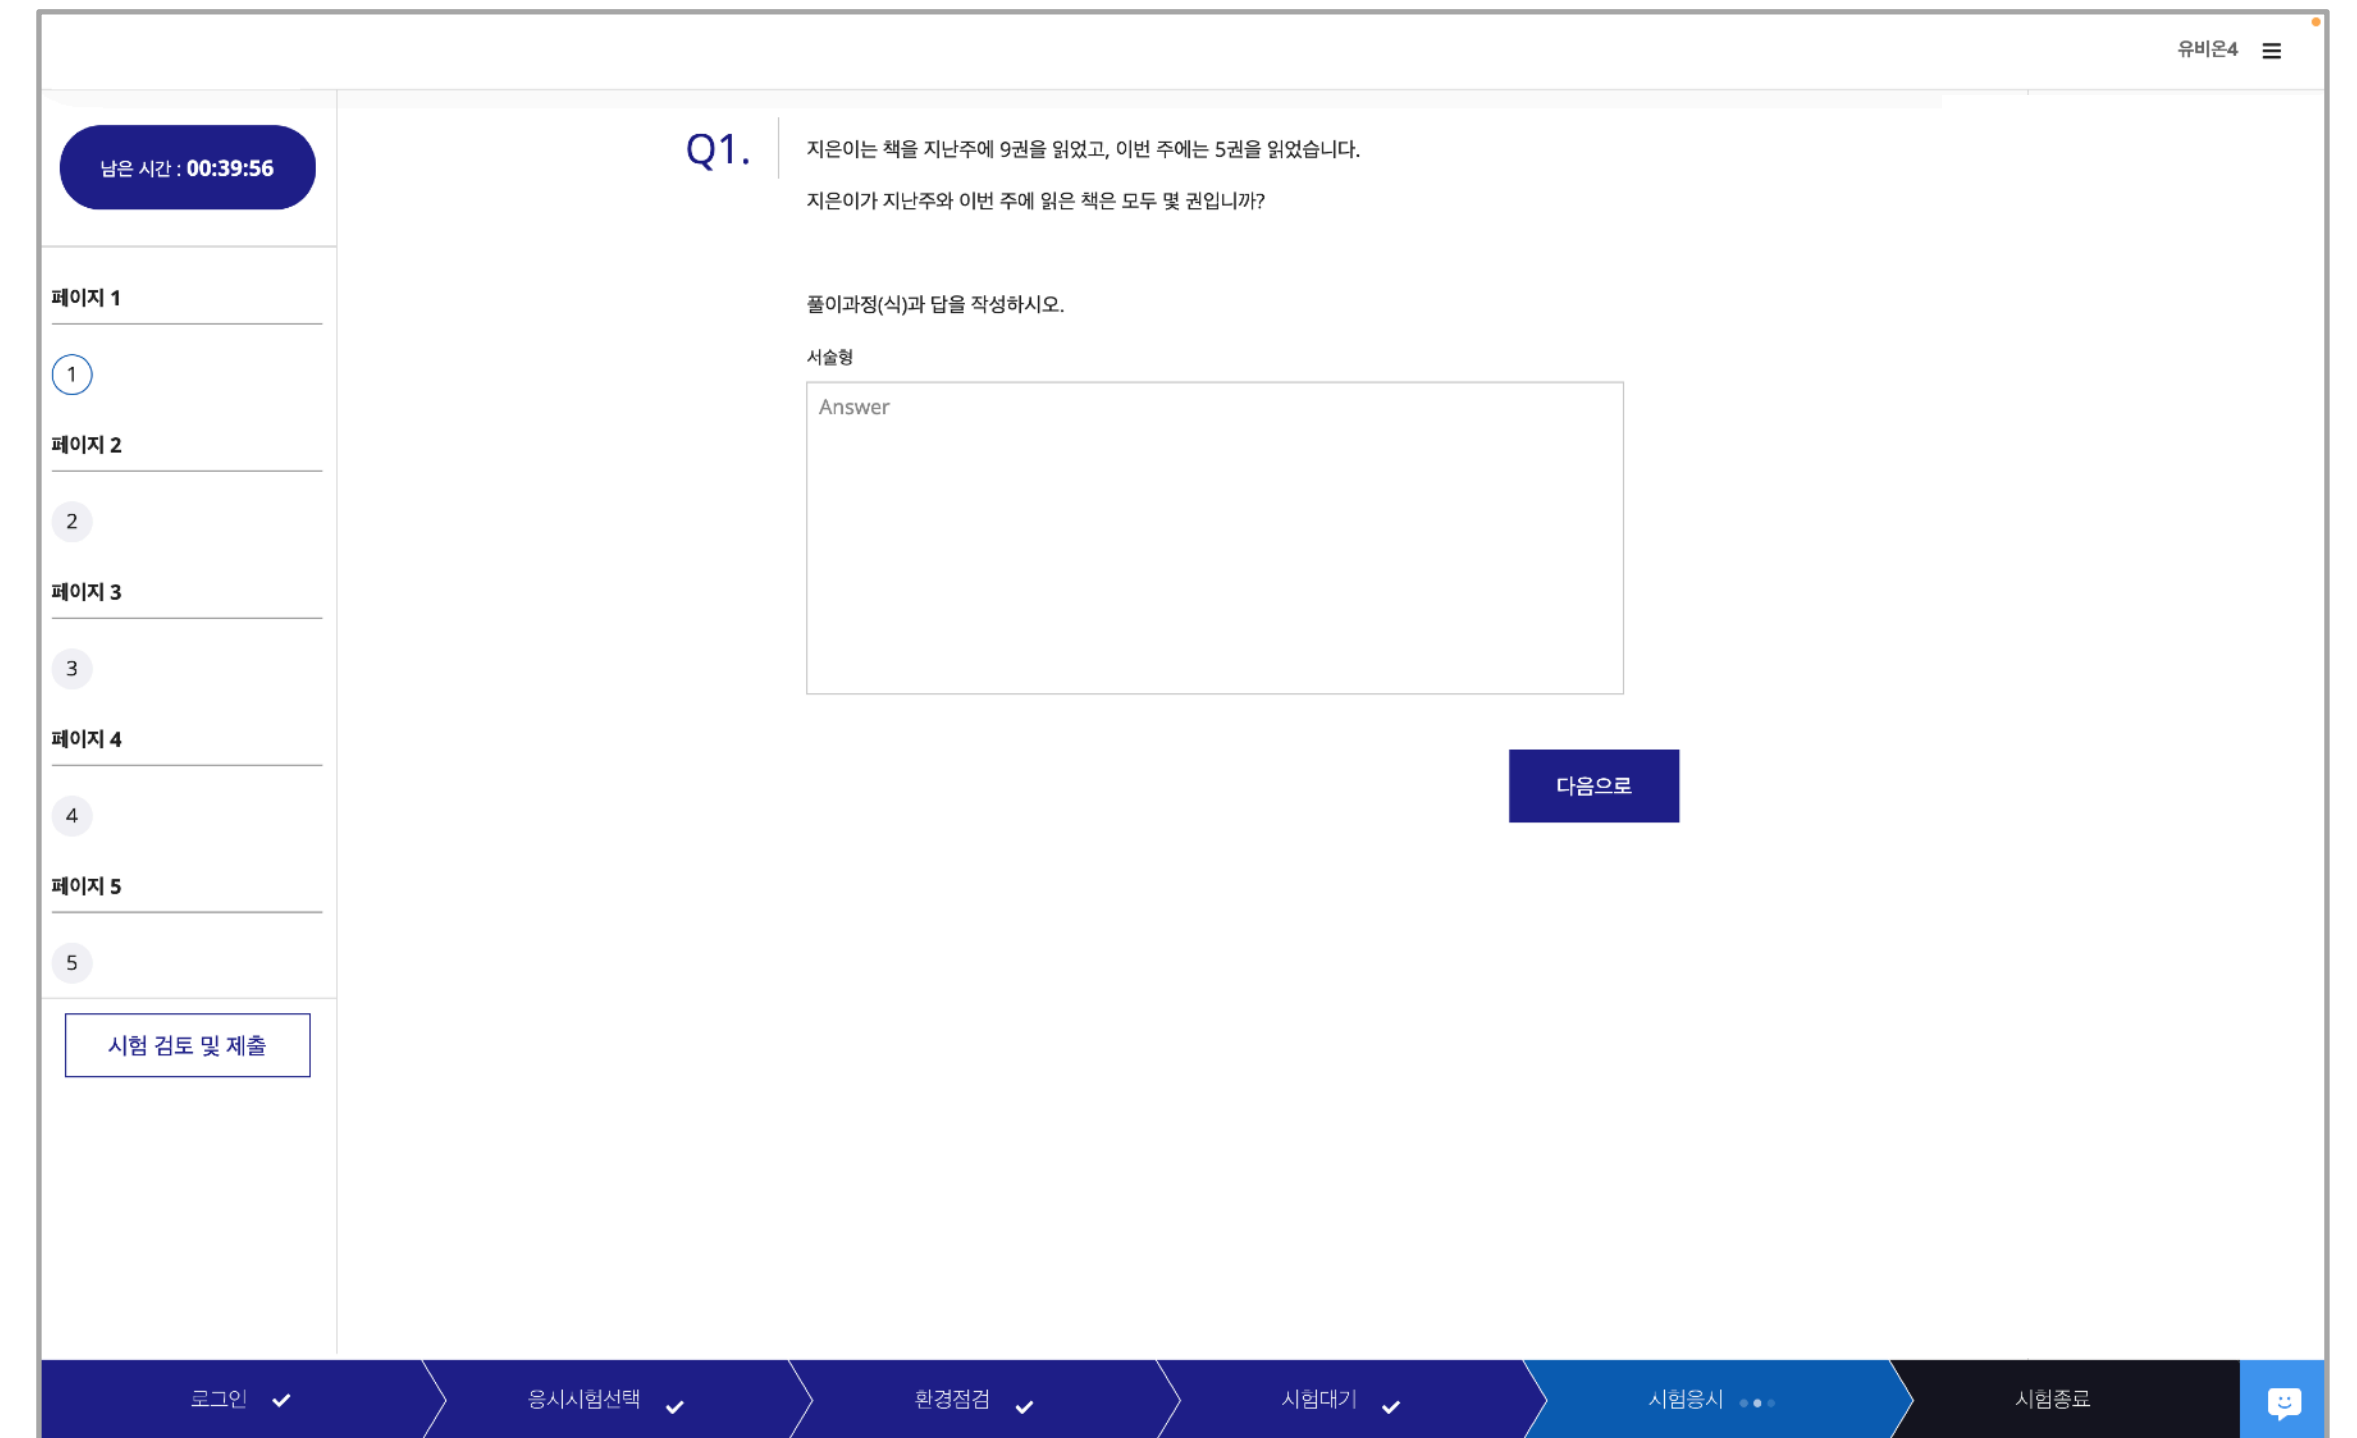 유비온4
남은 시간 : 00:39:56
페이지 1
1
페이지 2
2
페이지 3
3
페이지 4
4
페이지 5
5
시험 검토 및 제출
Q1.
지은이는 책을 지난주에 9권을 읽었고, 이번 주에는 5권을 읽었습니다.
지은이가 지난주와 이번 주에 읽은 책은 모두 몇 권입니까?
풀이과정(식)과 답을 작성하시오.
서술형
Answer
다음으로
로그인
응시시험선택
환경점검
시험대기
시험응시
시험종료